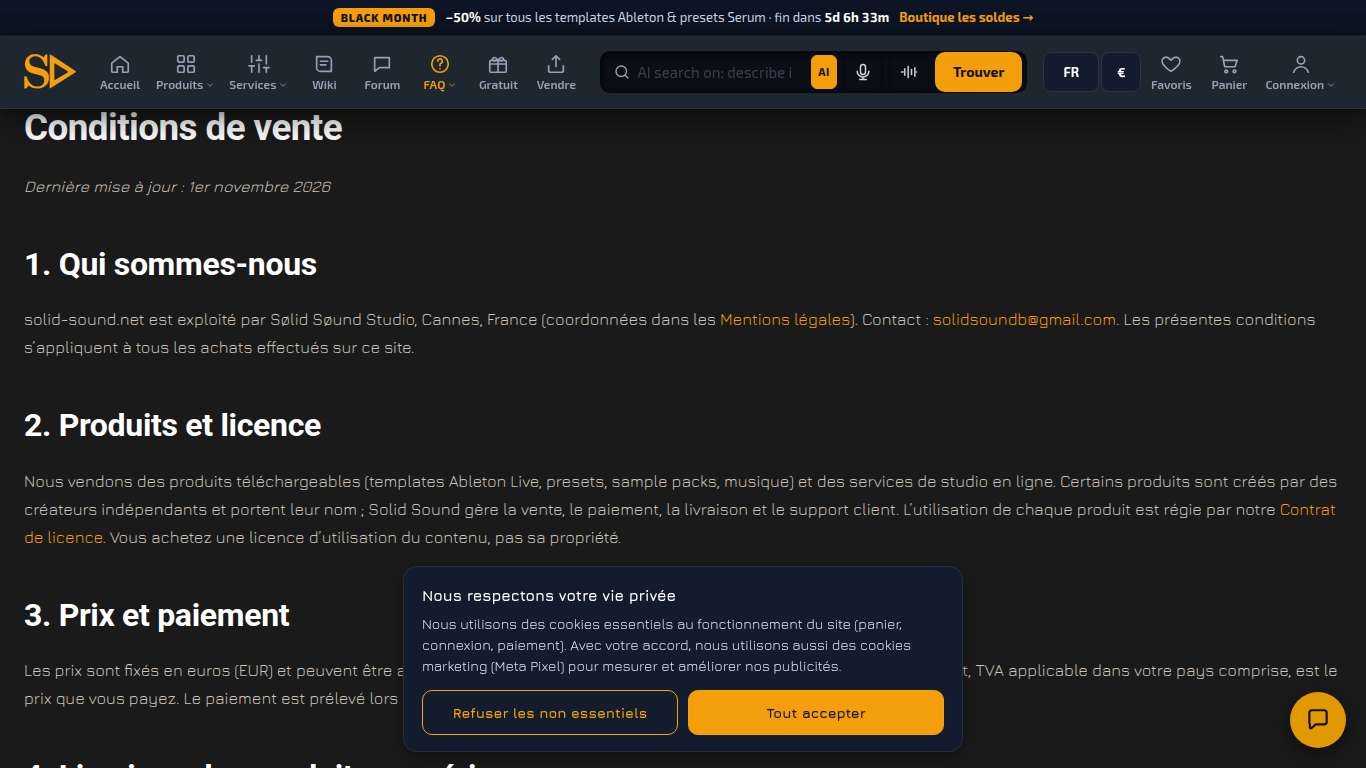 BLACK MONTH −50% sur tous les templates Ableton & presets Serum · fin dans 5d 6h 33m Boutique les soldes →
Accueil Produits Services Wiki Forum FAQ Gratuit Vendre AI search on: describe i AI Trouver FR € Favoris Panier Connexion
Conditions de vente
Dernière mise à jour : 1er novembre 2026
1. Qui sommes-nous
solid-sound.net est exploité par Sølid Søund Studio, Cannes, France (coordonnées dans les Mentions légales). Contact : solidsoundb@gmail.com. Les présentes conditions
s’appliquent à tous les achats effectués sur ce site.
2. Produits et licence
Nous vendons des produits téléchargeables (templates Ableton Live, presets, sample packs, musique) et des services de studio en ligne. Certains produits sont créés par des
créateurs indépendants et portent leur nom ; Solid Sound gère la vente, le paiement, la livraison et le support client. L’utilisation de chaque produit est régie par notre Contrat
de licence. Vous achetez une licence d’utilisation du contenu, pas sa propriété.
3. Prix et paiement
Les prix sont fixés en euros (EUR) et peuvent être
TVA applicable dans votre pays comprise, est le
prix que vous payez. Le paiement est prélevé lors
Nous respectons votre vie privée
Nous utilisons des cookies essentiels au fonctionnement du site (panier,
connexion, paiement). Avec votre accord, nous utilisons aussi des cookies
marketing (Meta Pixel) pour mesurer et améliorer nos publicités.
Refuser les non essentiels
Tout accepter